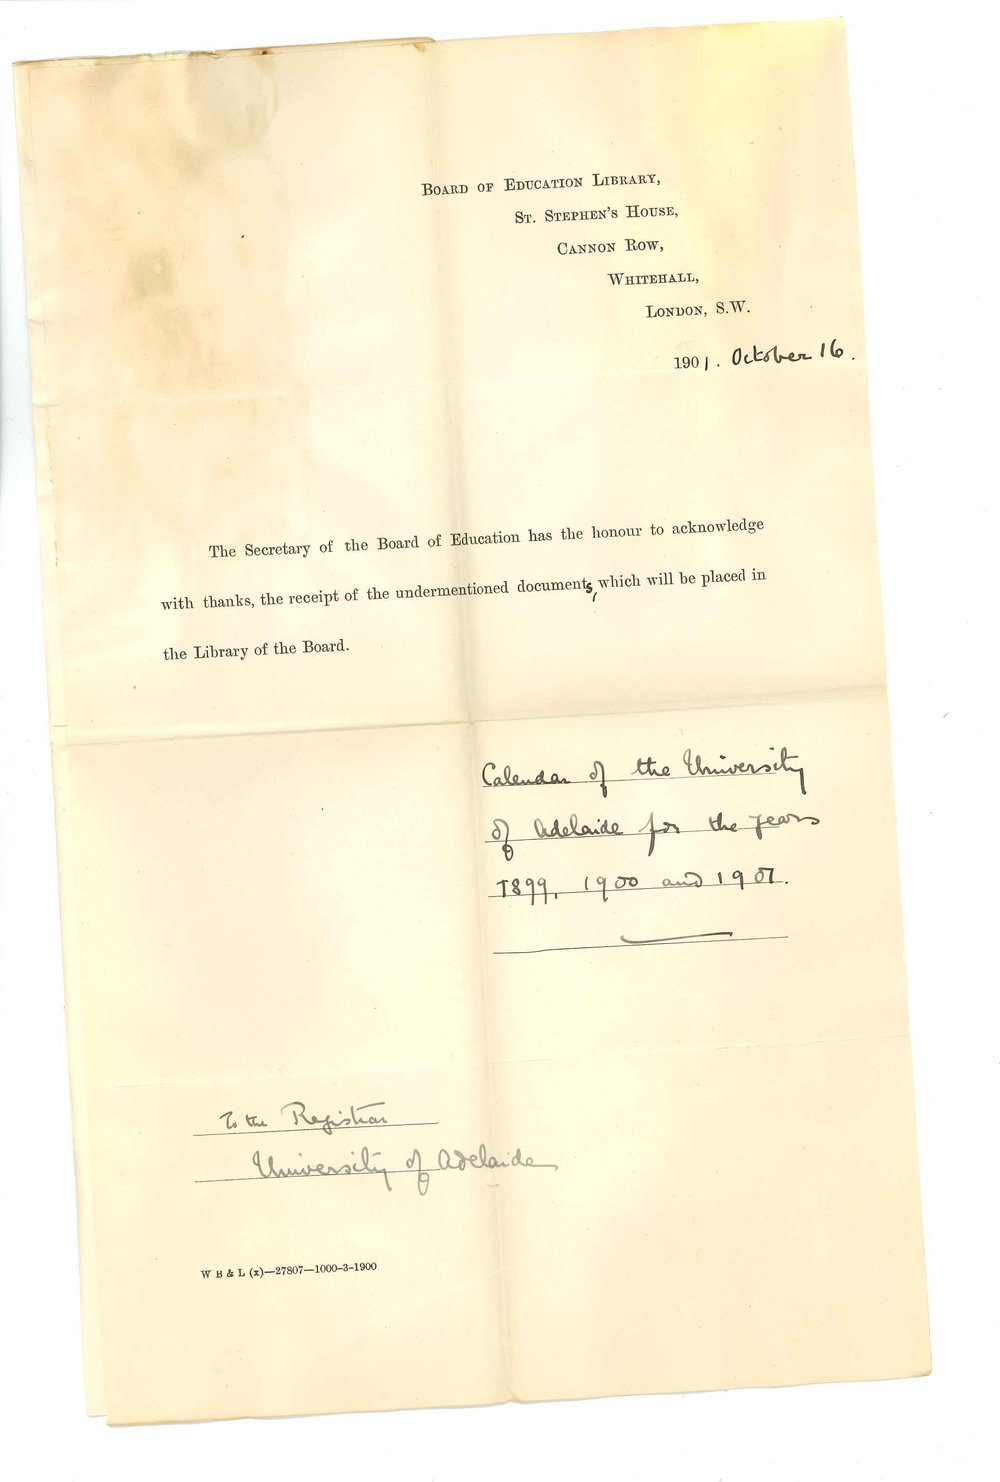 BOARD OF EDUCATION LIBRARY,
ST. STEPHEN'S HOUSE,
CANNON ROW,
WHITEHALL,
LONDON, S.W.
1901. October 16.
The Secretary of the Board of Education has the honour to acknowledge
with thanks, the receipt of the undermentioned documents, which will be placed in
the Library of the Board.
Calendar of the University
of Adelaide for the years
1899, 1900 and 1901.
To the Registrar
University of Adelaide
W B & L (x)—27807—1000-3-1900